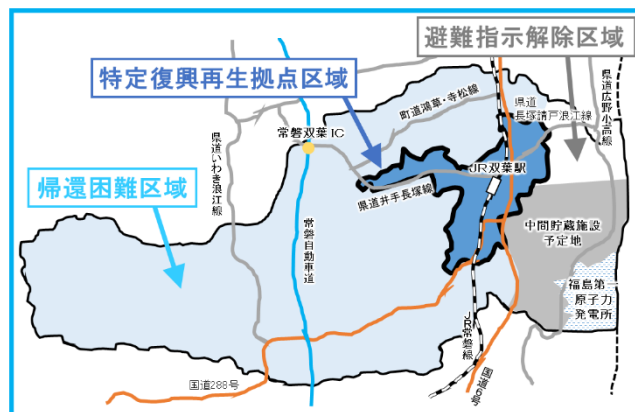 避難指示解除区域
特定復興再生拠点区域
町道鴻草・寺松線
県道
長塚請戸浪江線
県道広野小高線
常磐双葉IC
県道いわき浪江線
JR双葉駅
帰還困難区域
県道井手長塚線
中間貯蔵施設
予定地
常磐自動車道
福島第一
原子力
発電所
JR常磐線
国道288号
国道6号